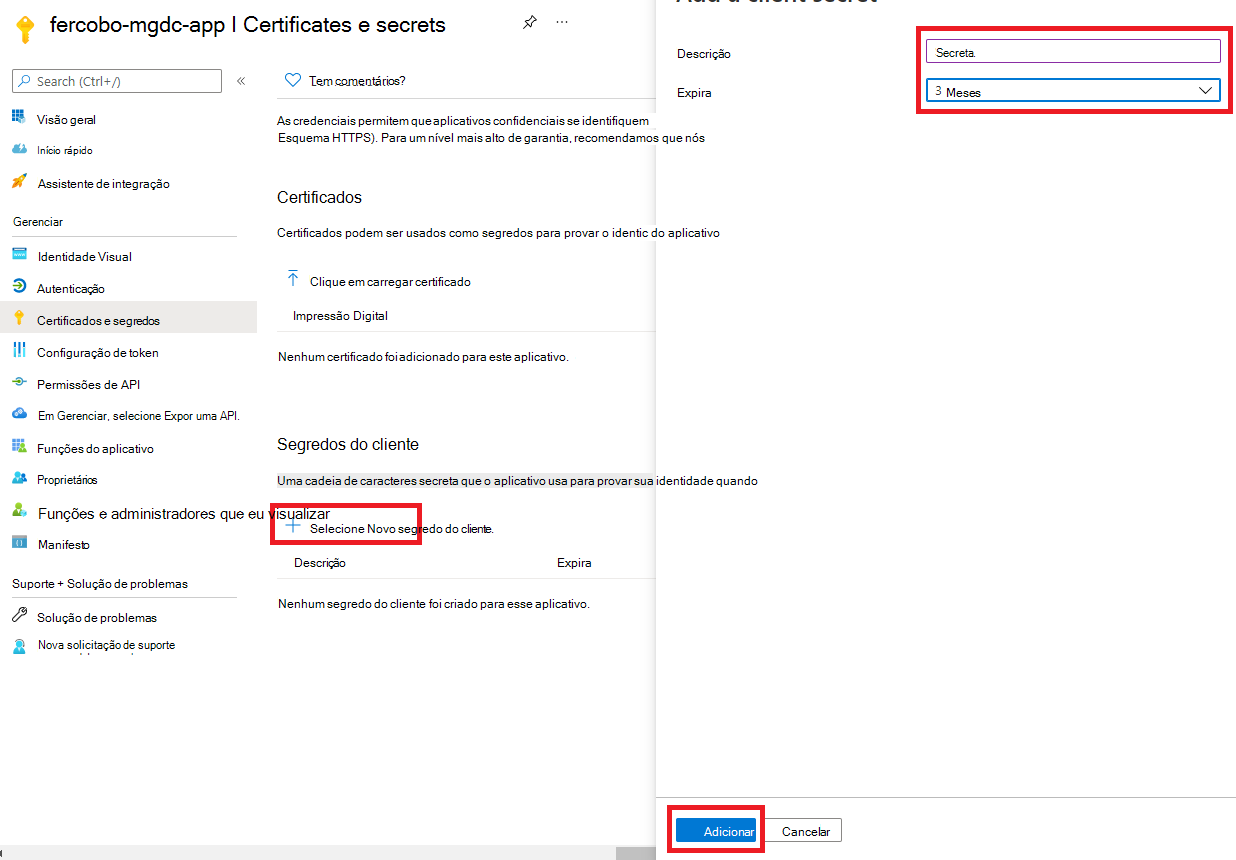 fercobo-mgdc-app | Certificates e secrets
Search (Ctrl+/)
Visão geral
Início rápido
Assistente de integração
Gerenciar
Identidade Visual
Autenticação
Certificados e segredos
Configuração de token
Permissões de API
Em Gerenciar, selecione Expor uma API.
Funções do aplicativo
Proprietários
Funções e administradores que eu visualizar
Manifesto
Suporte + Solução de problemas
Solução de problemas
Nova solicitação de suporte
Tem comentários?
As credenciais permitem que aplicativos confidenciais se identifiquem
Esquema HTTPS). Para um nível mais alto de garantia, recomendamos que nós
Certificados
Certificados podem ser usados como segredos para provar o identic do aplicativo
Clique em carregar certificado
Impressão Digital
Nenhum certificado foi adicionado para este aplicativo.
Segredos do cliente
Uma cadeia de caracteres secreta que o aplicativo usa para provar sua identidade quando
Selecione Novo segredo do cliente.
Descrição Expira
Nenhum segredo do cliente foi criado para esse aplicativo.
Add a client secret
Descrição
Secreta.
Expira
3 Meses
Adicionar
Cancelar